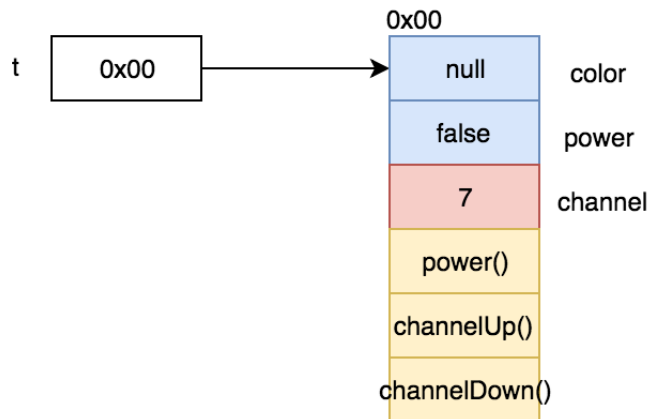 0x00
t 0x00 null color
false power
7 channel
power()
channelUp()
channelDown()